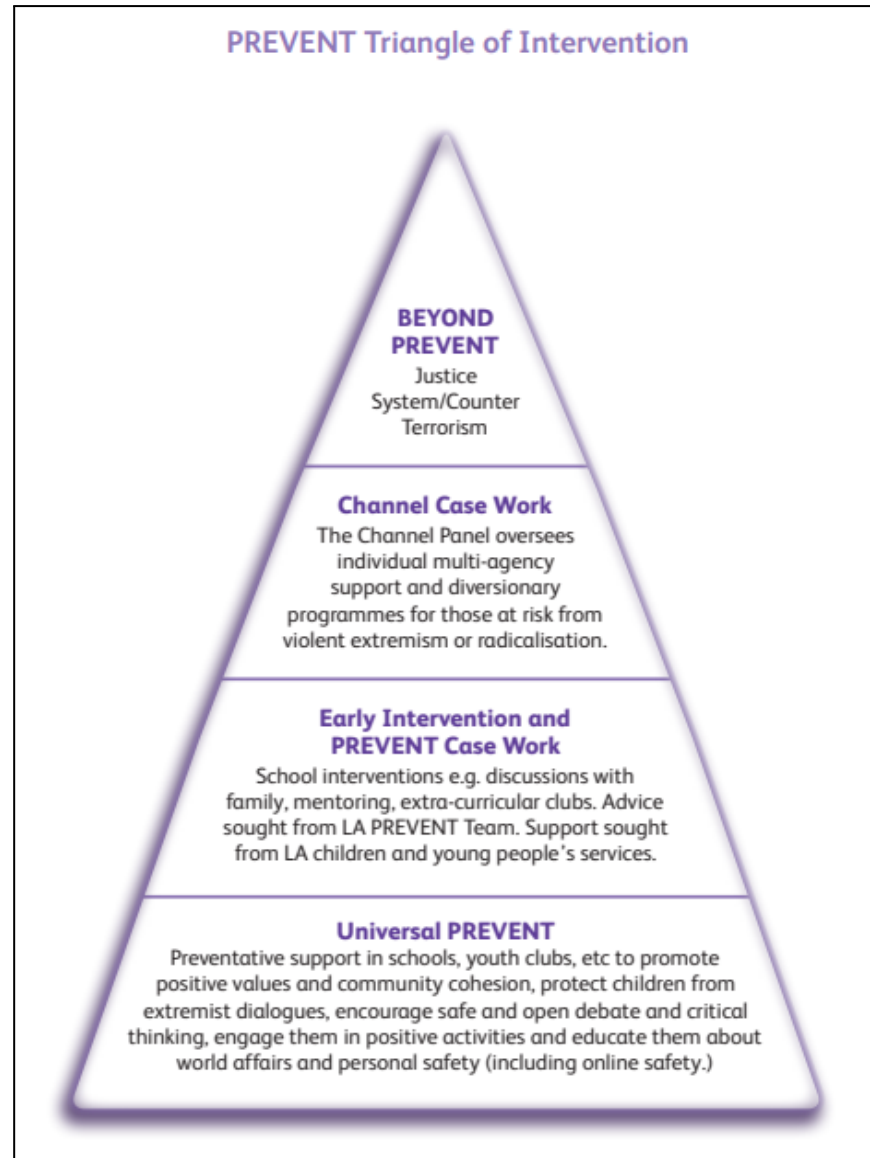 PREVENT Triangle of Intervention
BEYOND
PREVENT
Justice
System/Counter
Terrorism
Channel Case Work
The Channel Panel oversees
individual multi-agency
support and diversionary
programmes for those at risk from
violent extremism or radicalisation.
Early Intervention and
PREVENT Case Work
School interventions e.g. discussions with
family, mentoring, extra-curricular clubs. Advice
sought from LA PREVENT Team. Support sought
from LA children and young people's services.
Universal PREVENT
Preventative support in schools, youth clubs, etc to promote
positive values and community cohesion, protect children from
extremist dialogues, encourage safe and open debate and critical
thinking, engage them in positive activities and educate them about
world affairs and personal safety (including online safety.)